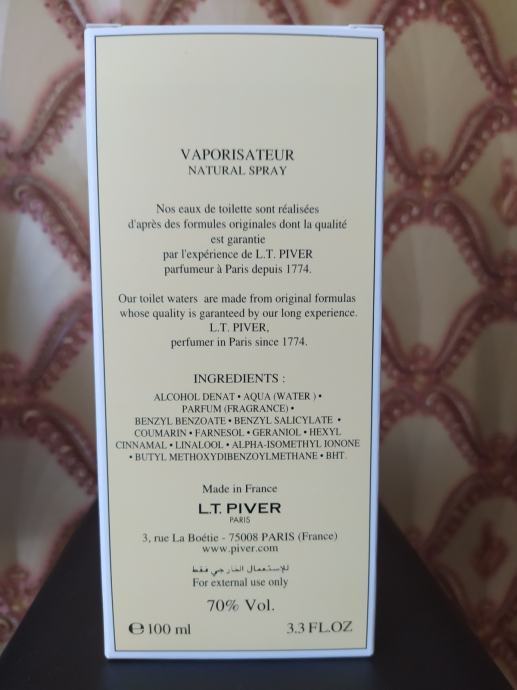 VAPORISATEUR
NATURAL SPRAY
Nos eaux de toilette sont réalisées
d'après des formules originales dont la qualité
est garantie
par l'expérience de L.T. PIVER
parfumeur à Paris depuis 1774.
Our toilet waters are made from original formulas
whose quality is garanteed by our long experience.
L.T. PIVER,
perfumer in Paris since 1774.
INGREDIENTS :
ALCOHOL DENAT • AQUA (WATER ) •
PARFUM (FRAGRANCE) •
BENZYL BENZOATE • BENZYL SALICYLATE •
COUMARIN • FARNESOL • GERANIOL • HEXYL
CINNAMAL • LINALOOL • ALPHA-ISOMETHYL IONONE
• BUTYL METHOXYDIBENZOYLMETHANE • BHT.
Made in France
L.T. PIVER
PARIS
3, rue La Boétie - 75008 PARIS (France)
www.piver.com
للإستعمال الخارجي فقط
For external use only
70% Vol.
℮ 100 ml 3.3 FL.OZ